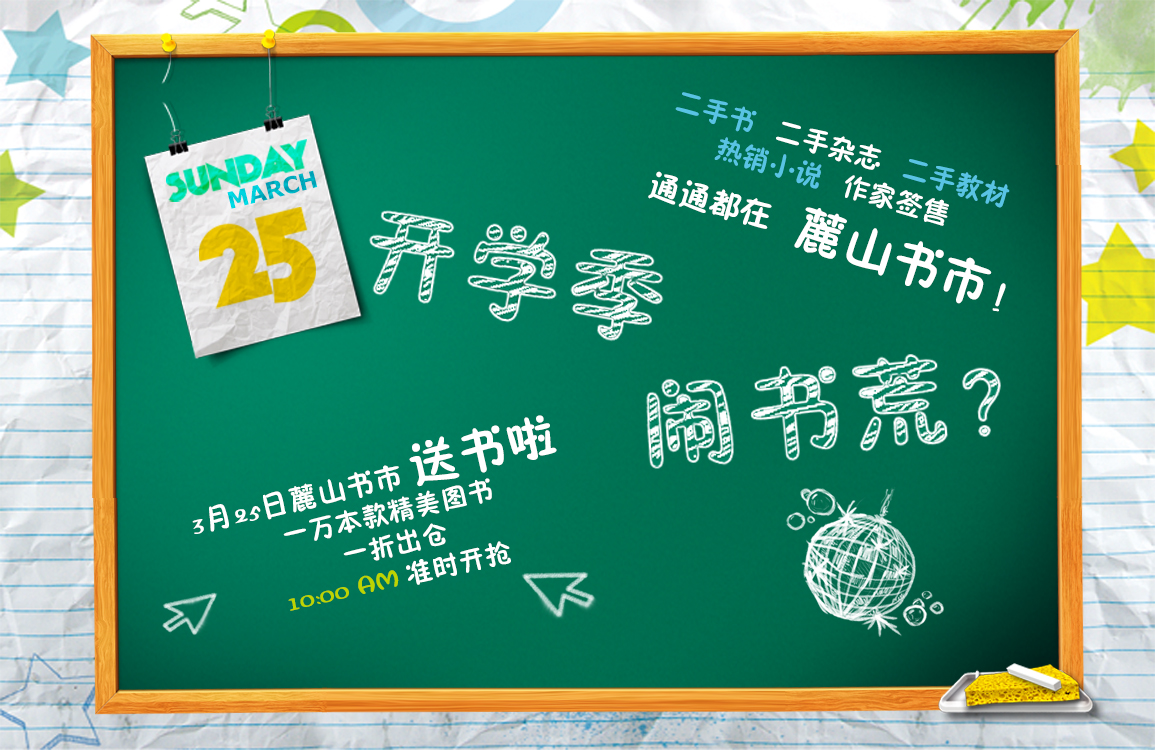 SUNDAY
MARCH
25
二手书 二手杂志 二手教材
热销小说 作家签售
通通都在 麓山书市!
开学季
闹书荒?
3月25日麓山书市 送书啦
一万本款精美图书
一折出仓
10:00 AM 准时开抢